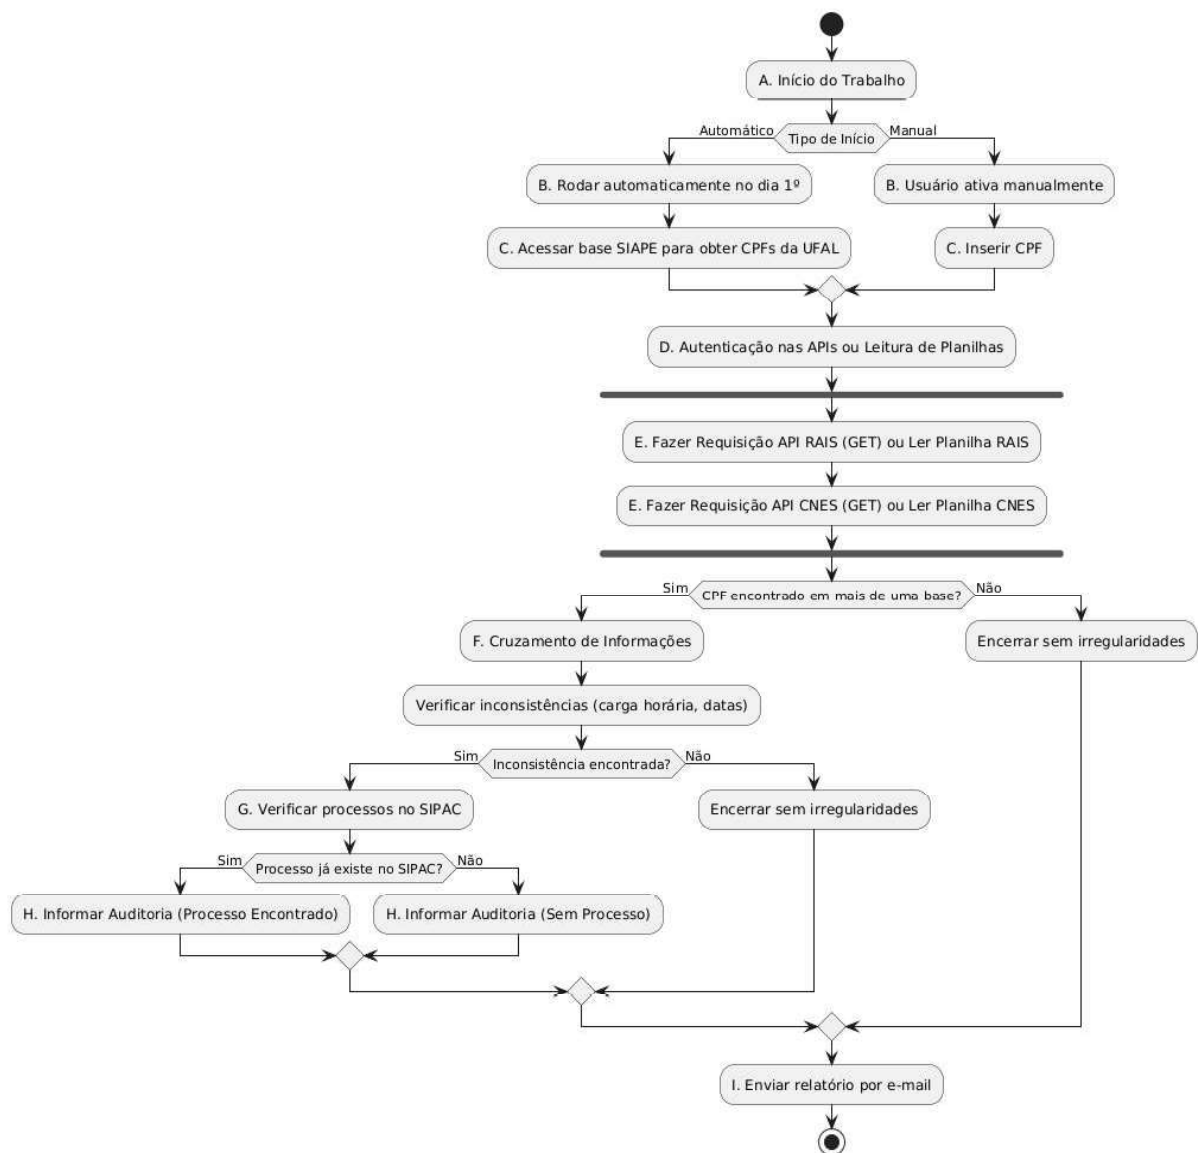 A. Início do Trabalho
Automático
Tipo de Início
Manual
B. Rodar automaticamente no dia 1º
B. Usuário ativa manualmente
C. Acessar base SIAPE para obter CPFs da UFAL
C. Inserir CPF
D. Autenticação nas APIs ou Leitura de Planilhas
E. Fazer Requisição API RAIS (GET) ou Ler Planilha RAIS
E. Fazer Requisição API CNES (GET) ou Ler Planilha CNES
Sim
CPF encontrado em mais de uma base?
Não
F. Cruzamento de Informações
Encerrar sem irregularidades
Verificar inconsistências (carga horária, datas)
Sim
Inconsistência encontrada?
Não
G. Verificar processos no SIPAC
Encerrar sem irregularidades
Sim
Processo já existe no SIPAC?
Não
H. Informar Auditoria (Processo Encontrado)
H. Informar Auditoria (Sem Processo)
I. Enviar relatório por e-mail